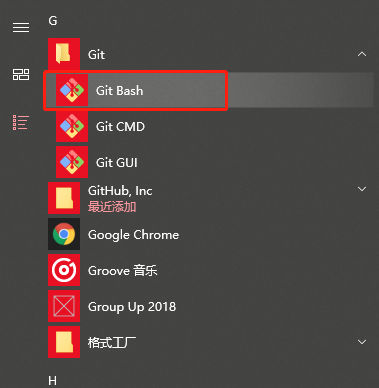 G
Git
Git Bash
Git CMD
Git GUI
GitHub, Inc
最近添加
Google Chrome
Groove 音乐
Group Up 2018
格式工厂
H